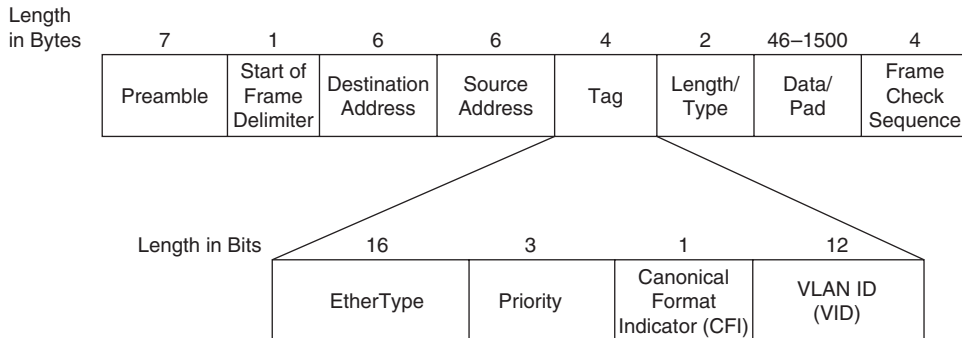 Length
in Bytes
7 1 6 6 4 2 46–1500 4
Preamble
Start of
Frame
Delimiter
Destination
Address
Source
Address
Tag
Length/
Type
Data/
Pad
Frame
Check
Sequence
Length in Bits
16 3 1 12
EtherType
Priority
Canonical
Format
Indicator (CFI)
VLAN ID
(VID)